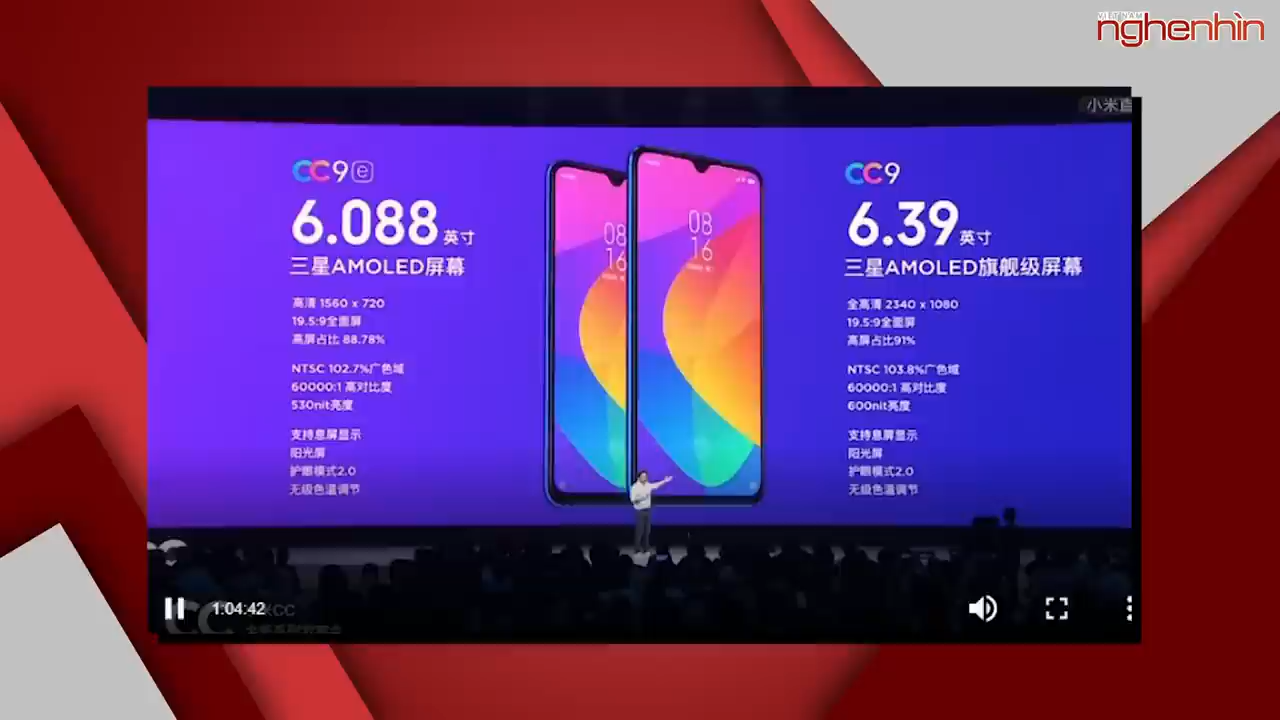 VIET NAM
nghenhìn
小米直
CC9e
6.088英寸
三星AMOLED屏幕
高清 1560 x 720
19.5:9全面屏
高屏占比 88.78%
NTSC 102.7%广色域
60000:1 高对比度
530nit亮度
支持息屏显示
阳光屏
护眼模式2.0
无级色温调节
08
16
08
16
CC9
6.39英寸
三星AMOLED旗舰级屏幕
全高清 2340 x 1080
19.5:9全面屏
高屏占比91%
NTSC 103.8%广色域
60000:1 高对比度
600nit亮度
支持息屏显示
阳光屏
护眼模式2.0
无级色温调节
1:04:42
CC